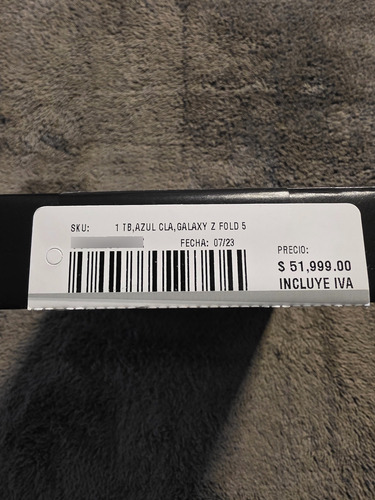 SKU: 1 TB,AZUL CLA,GALAXY Z FOLD 5
FECHA: 07/23
PRECIO:
$ 51,999.00
INCLUYE IVA